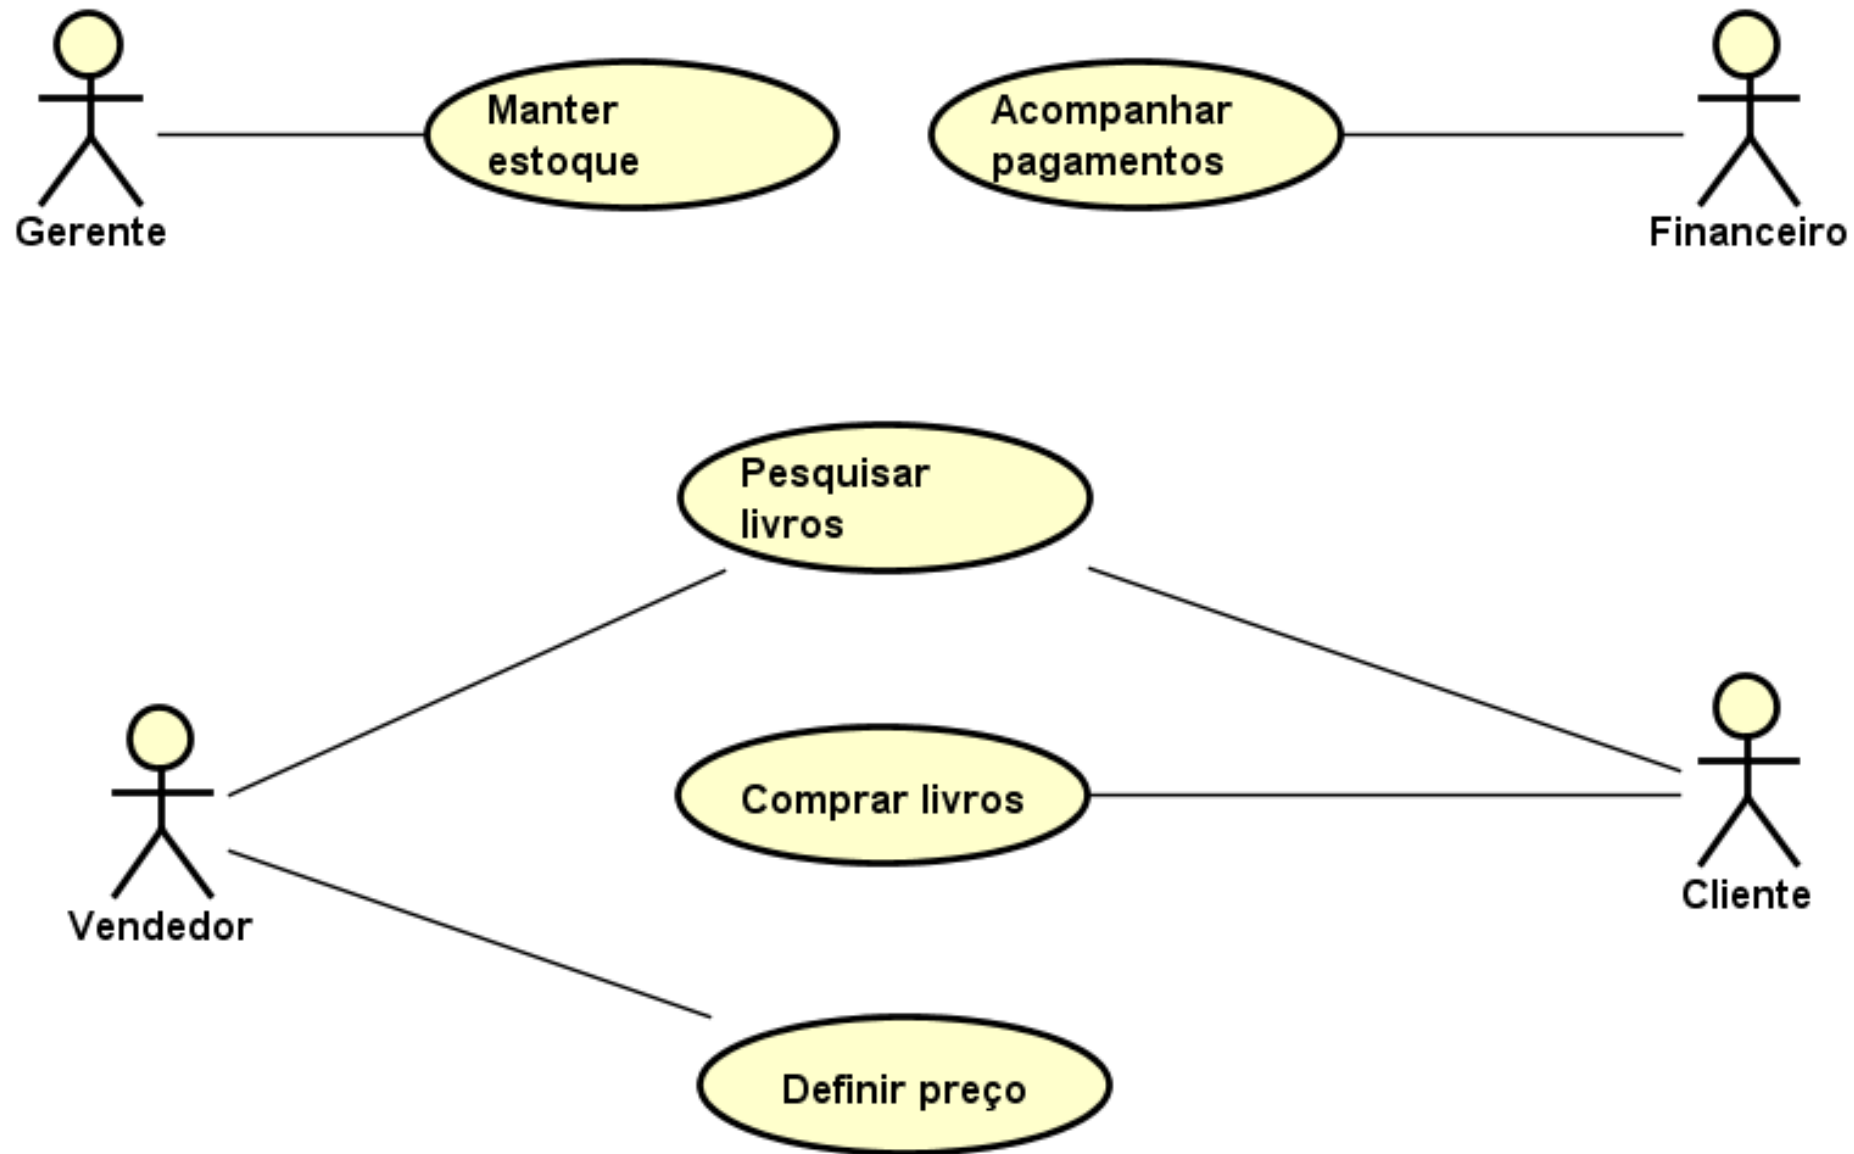 Manter
estoque
Acompanhar
pagamentos
Gerente
Financeiro
Pesquisar
livros
Comprar livros
Cliente
Vendedor
Definir preço